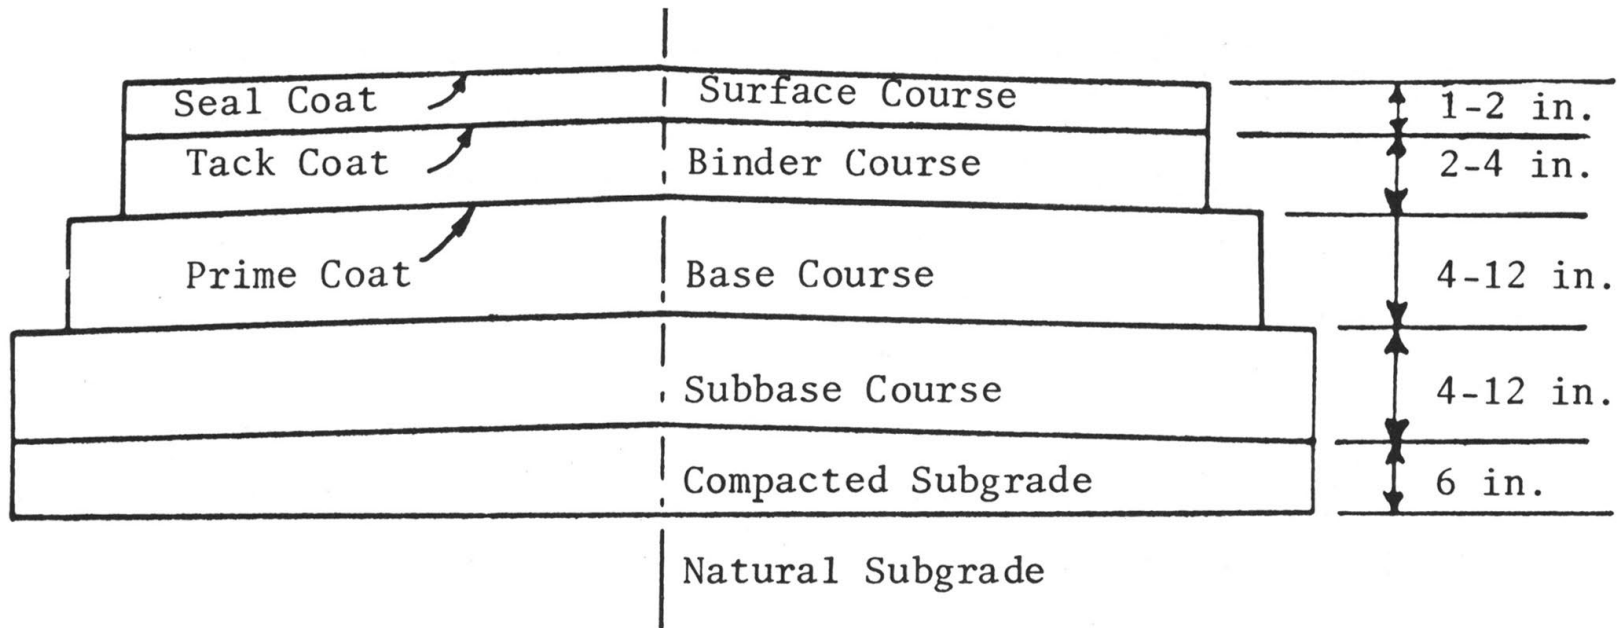 Seal Coat Surface Course 1-2 in.
Tack Coat Binder Course 2-4 in.
Prime Coat Base Course 4-12 in.
Subbase Course 4-12 in.
Compacted Subgrade 6 in.
Natural Subgrade